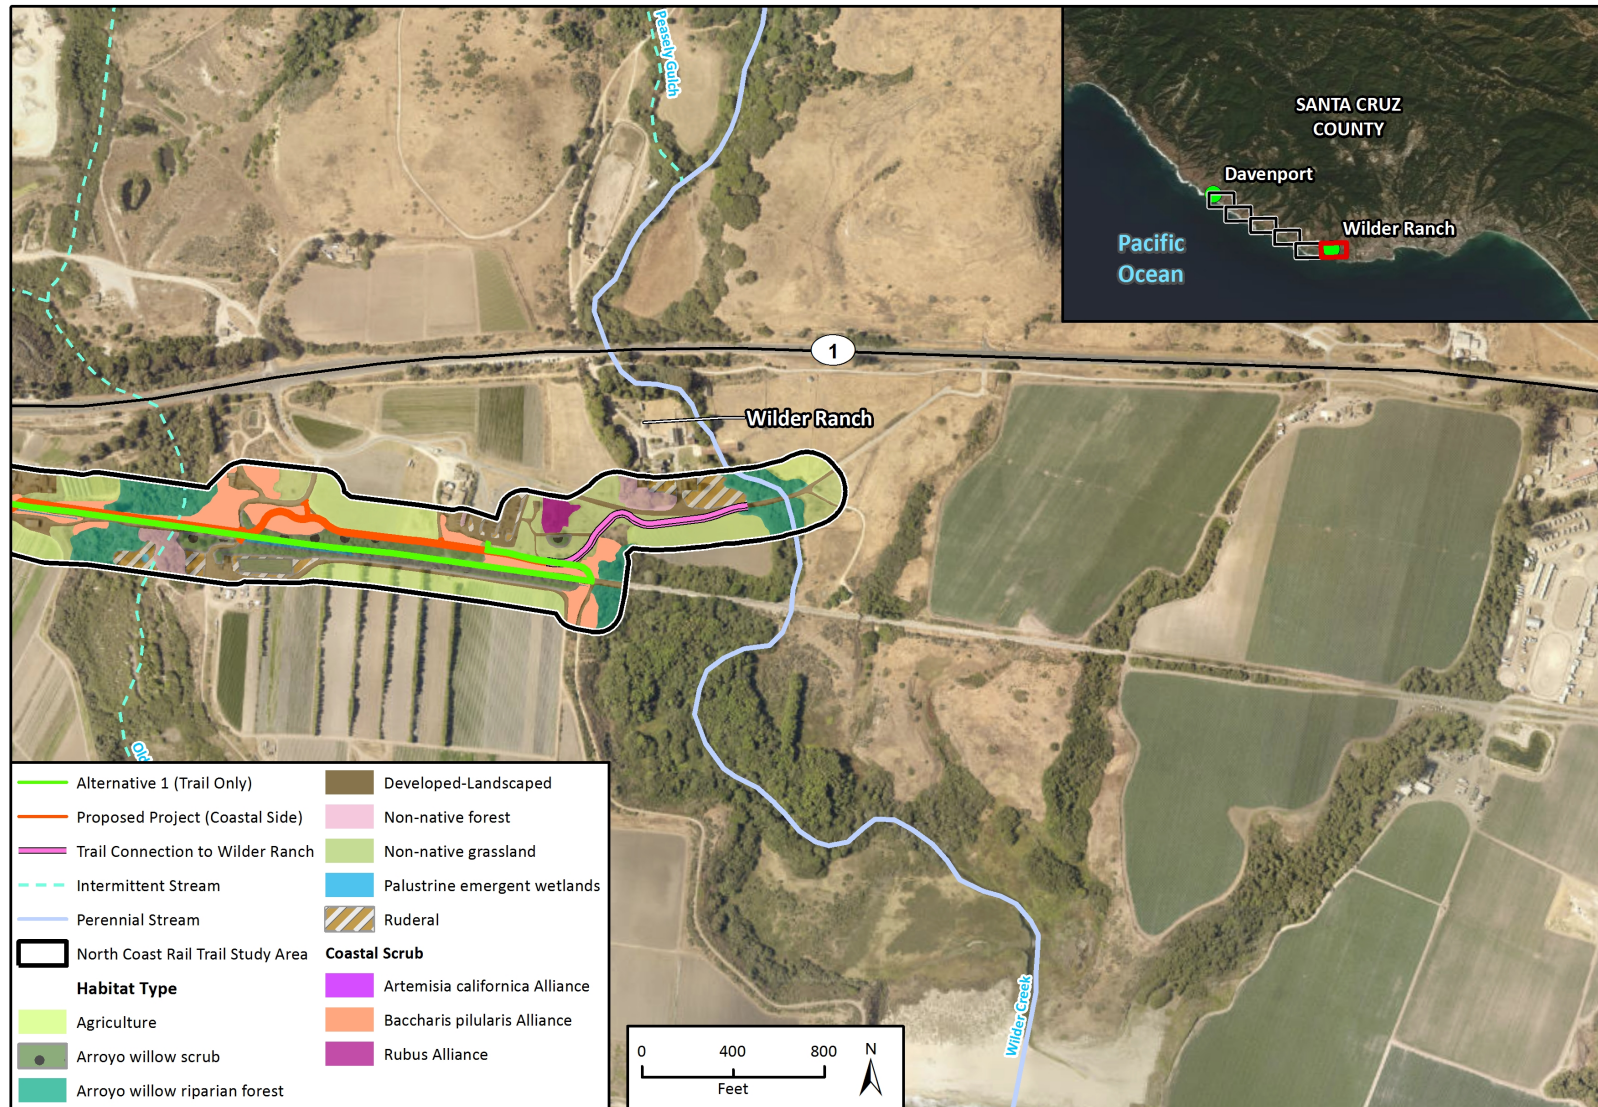 Peasely Gulch
SANTA CRUZ
COUNTY
Davenport
Wilder Ranch
Pacific
Ocean
1
Wilder Ranch
Old
Alternative 1 (Trail Only)
Proposed Project (Coastal Side)
Trail Connection to Wilder Ranch
Intermittent Stream
Perennial Stream
North Coast Rail Trail Study Area
Habitat Type
Agriculture
Arroyo willow scrub
Arroyo willow riparian forest
Developed-Landscaped
Non-native forest
Non-native grassland
Palustrine emergent wetlands
Ruderal
Coastal Scrub
Artemisia californica Alliance
Baccharis pilularis Alliance
Rubus Alliance
0 400 800
Feet
N
Wilder Creek